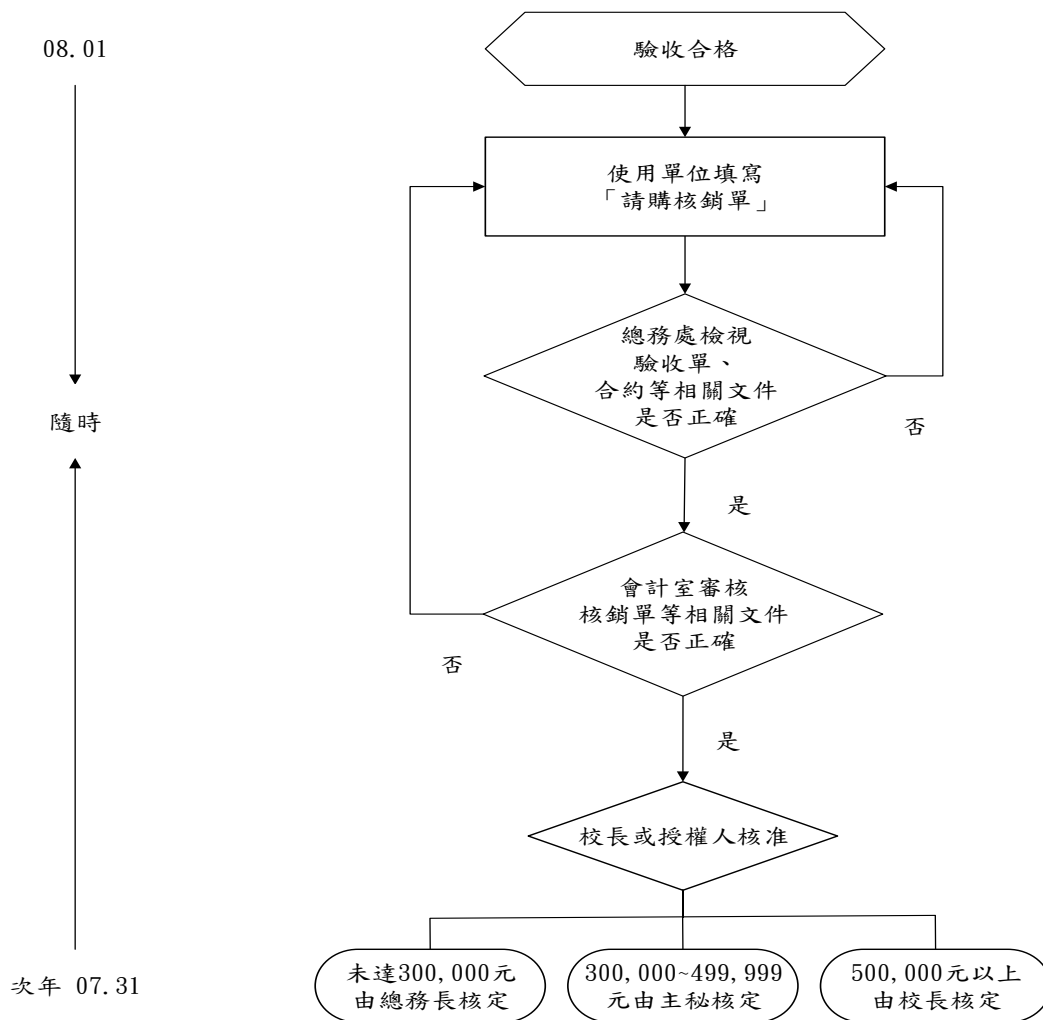 08.01
驗收合格
使用單位填寫
「請購核銷單」
總務處檢視
驗收單、
合約等相關文件
是否正確
隨時
否
是
會計室審核
核銷單等相關文件
是否正確
否
是
校長或授權人核准
次年 07.31
未達300,000元
由總務長核定
300,000~499,999
元由主秘核定
500,000元以上
由校長核定